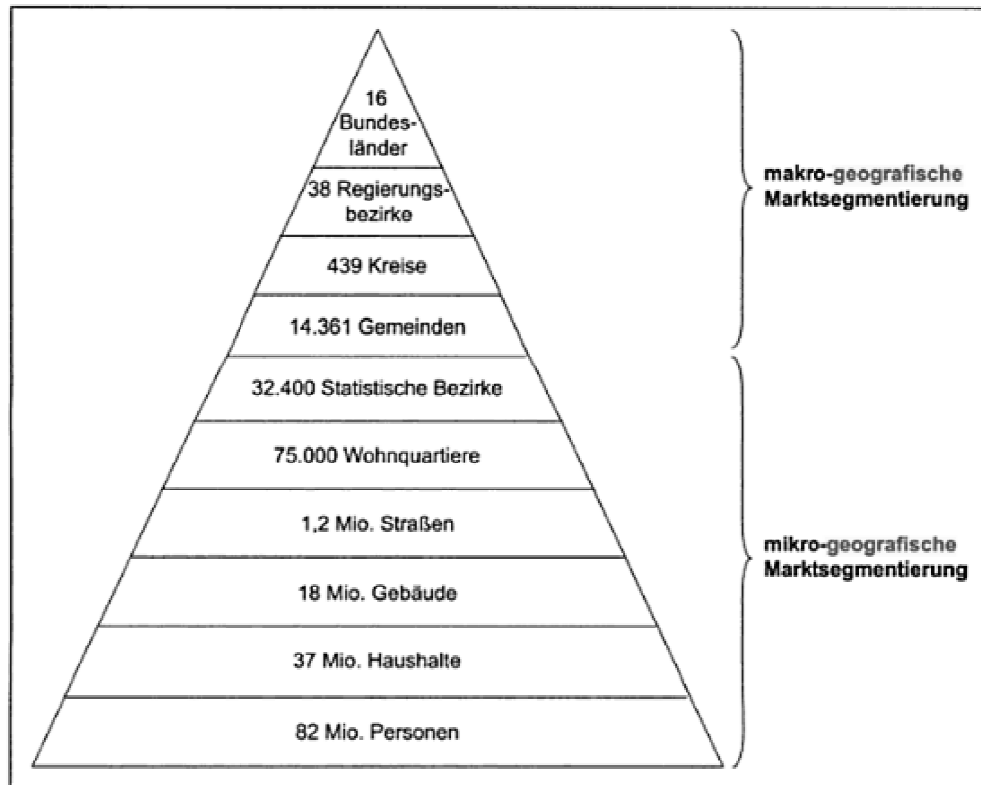 16
Bundes-
länder
38 Regierungs-
bezirke
439 Kreise
14.361 Gemeinden
32.400 Statistische Bezirke
75.000 Wohnquartiere
1,2 Mio. Straßen
18 Mio. Gebäude
37 Mio. Haushalte
82 Mio. Personen
makro-geografische
Marktsegmentierung
mikro-geografische
Marktsegmentierung